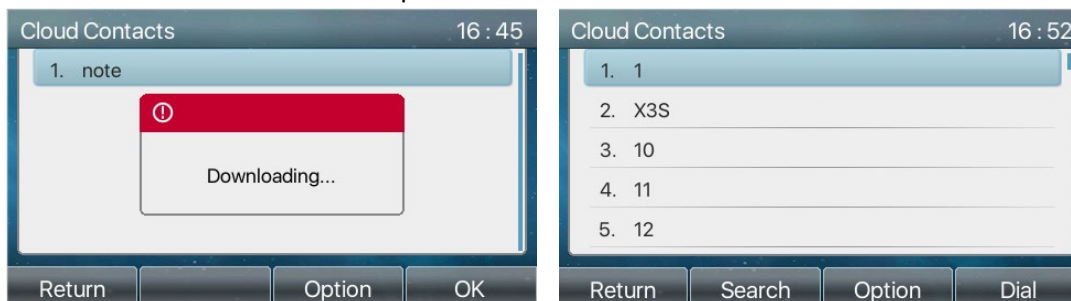 Cloud Contacts 16 : 45
1. note
Downloading...
Return Option OK
Cloud Contacts 16 : 52
1. 1
2. X3S
3. 10
4. 11
5. 12
Return Search Option Dial